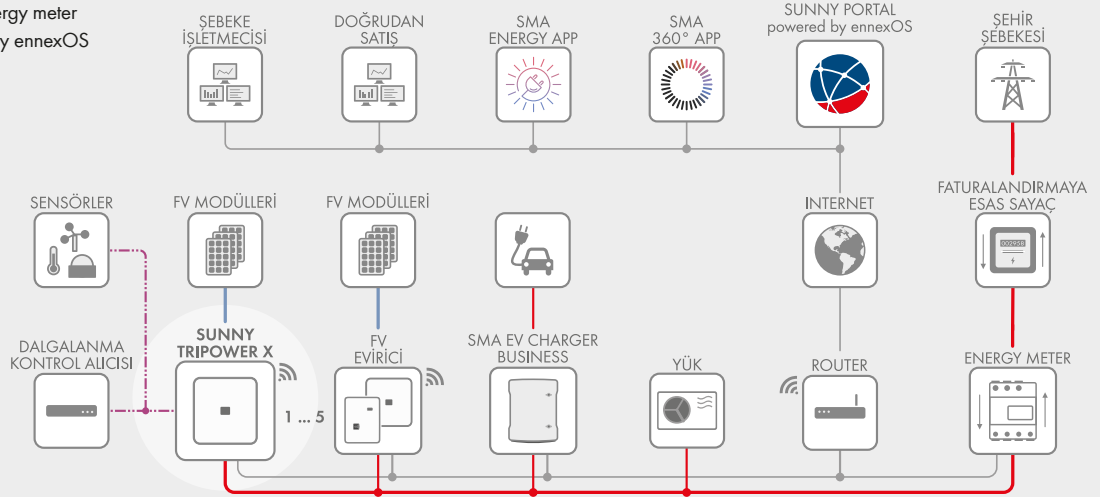 ergy meter
y ennexOS
ŞEBEKE
İŞLETMECİSİ
DOĞRUDAN
SATIŞ
SMA
ENERGY APP
SMA
360° APP
SUNNY PORTAL
powered by ennexOS
ŞEHİR
ŞEBEKESİ
SENSÖRLER
FV MODÜLLERİ
FV MODÜLLERİ
INTERNET
FATURALANDIRMAYA
ESAS SAYAÇ
DALGALANMA
KONTROL ALICISI
SUNNY
TRIPOWER X
1 ... 5
FV
EVİRİCİ
SMA EV CHARGER
BUSINESS
YÜK
ROUTER
ENERGY METER